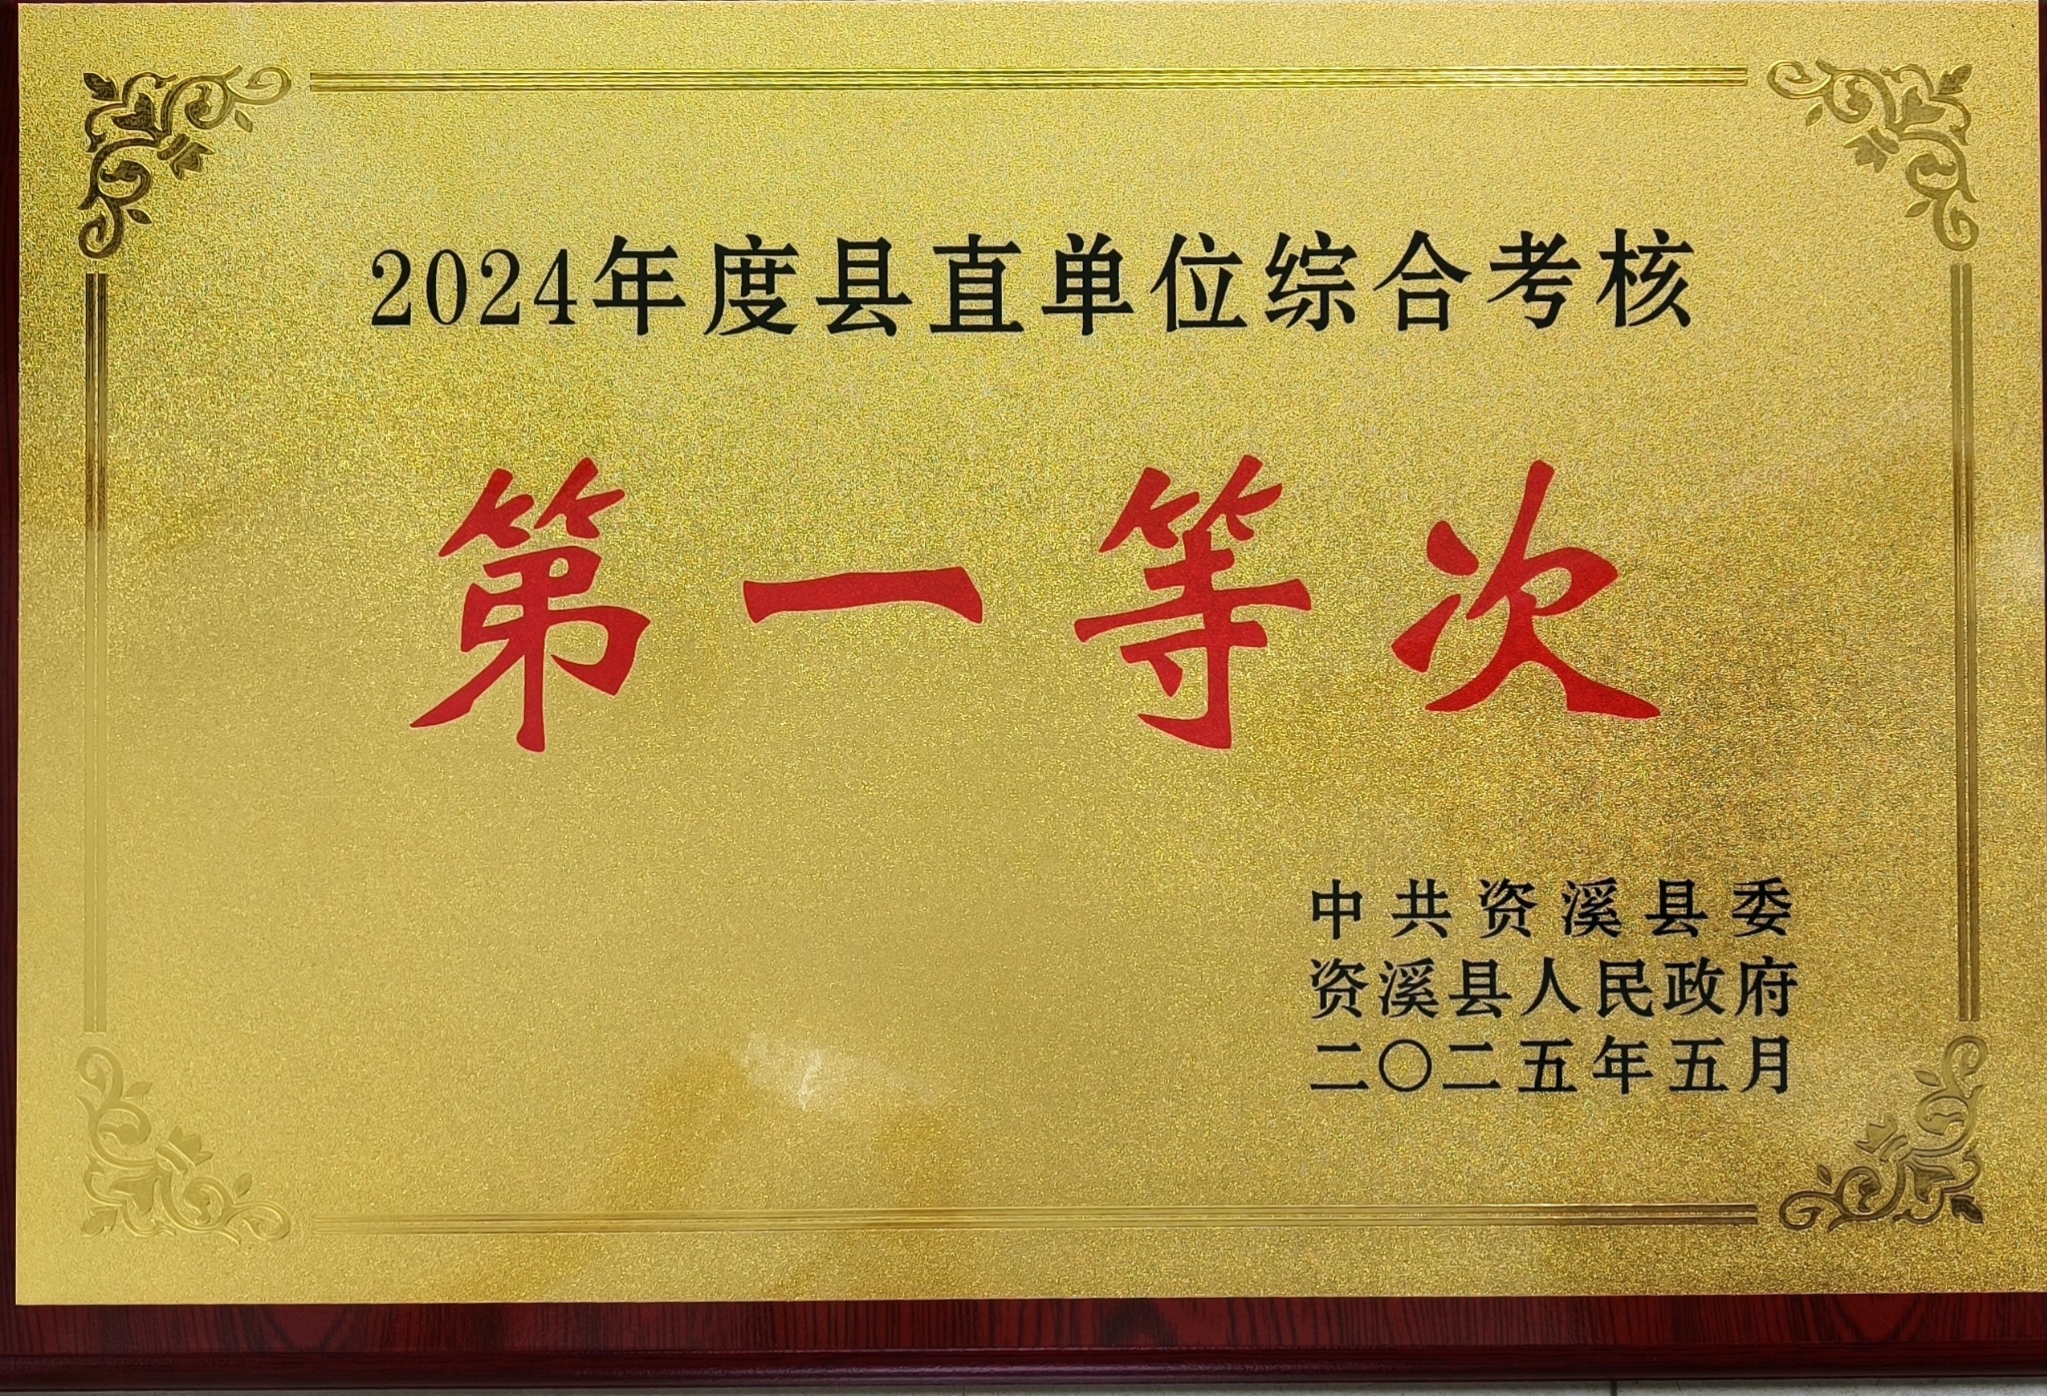 2024年度县直单位综合考核
第一等次
中共资溪县委
资溪县人民政府
二〇二五年五月